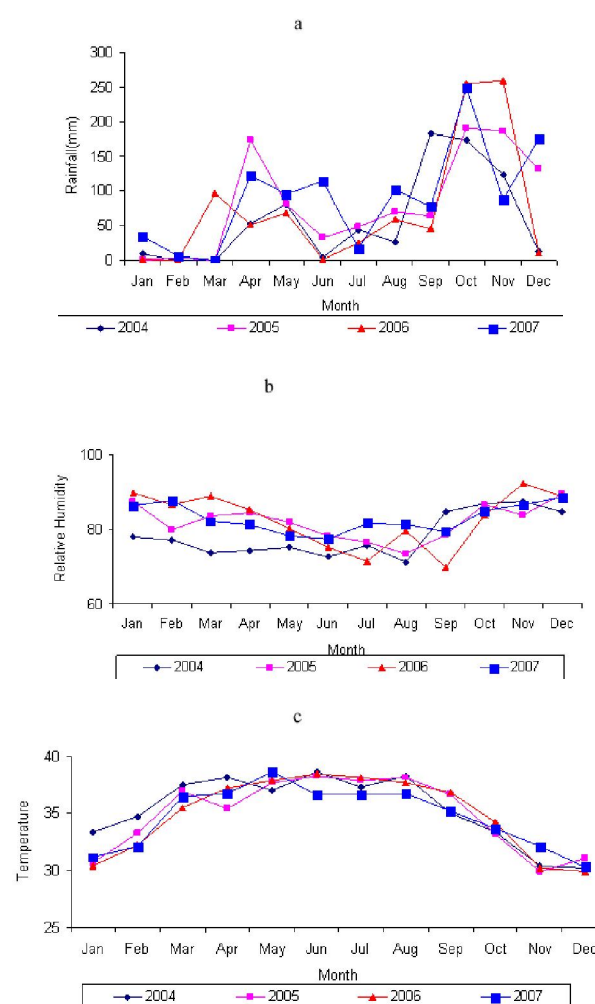 a
300
250
200
150
100
50
0
Rainfall(mm)
Jan Feb Mar Apr May Jun Jul Aug Sep Oct Nov Dec
Month
2004 2005 2006 2007
b
100
80
60
Relative Humidity
Jan Feb Mar Apr May Jun Jul Aug Sep Oct Nov Dec
Month
2004 2005 2006 2007
c
40
35
30
25
Temperature
Jan Feb Mar Apr May Jun Jul Aug Sep Oct Nov Dec
Month
2004 2005 2006 2007